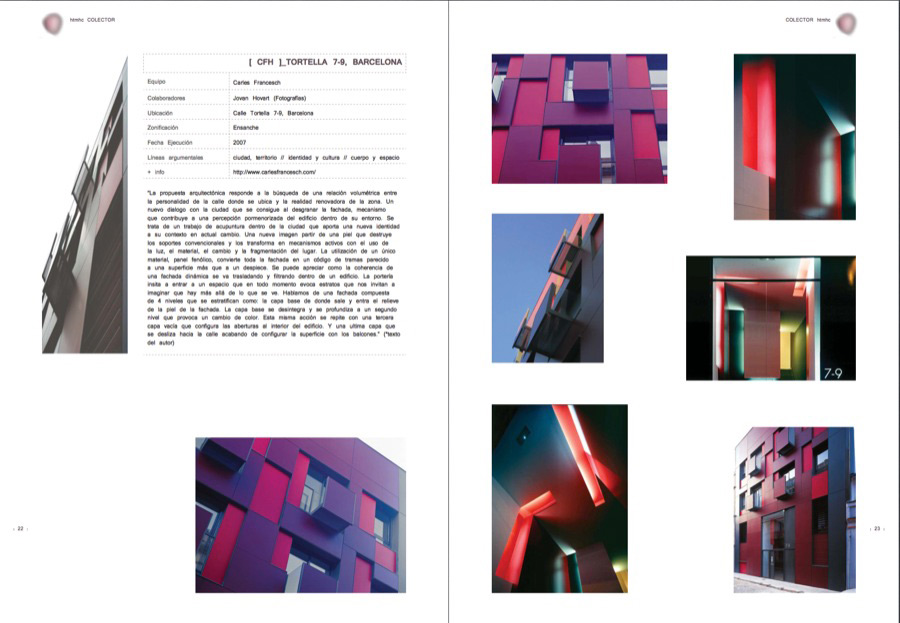 htmhc COLECTOR
[ CFH ]_TORTELLA 7-9, BARCELONA
Equipo Carles Francesch
Colaboradores Joven Hovart (Fotografías)
Ubicación Calle Tortella 7-9, Barcelona
Zonificación Ensanche
Fecha Ejecución 2007
Líneas argumentales ciudad, territorio // identidad y cultura // cuerpo y espacio
+ info http://www.carlesfrancesch.com/
"La propuesta arquitectónica responde a la búsqueda de una relación volumétrica entre
la personalidad de la calle donde se ubica y la realidad renovadora de la zona. Un
nuevo dialogo con la ciudad que se consigue al desgranar la fachada, mecanismo
que contribuye a una percepción pormenorizada del edificio dentro de su entorno. Se
trata de un trabajo de acupuntura dentro de la ciudad que aporta una nueva identidad
a su contexto en actual cambio. Una nueva imagen partir de una piel que destruye
los soportes convencionales y los transforma en mecanismos activos con el uso de
la luz, el material, el cambio y la fragmentación del lugar. La utilización de un único
material, panel fenólico, convierte toda la fachada en un código de tramas parecido
a una superficie más que a un despiece. Se puede apreciar como la coherencia de
una fachada dinámica se va trasladando y filtrando dentro de un edificio. La portería
insita a entrar a un espacio que en todo momento evoca estratos que nos invitan a
imaginar que hay más allá de lo que se ve. Hablamos de una fachada compuesta
de 4 niveles que se estratifican como: la capa base de donde sale y entra el relieve
de la piel de la fachada. La capa base se desintegra y se profundiza a un segundo
nivel que provoca un cambio de color. Esta misma acción se repite con una tercera
capa vacía que configura las aberturas al interior del edificio. Y una ultima capa que
se desliza hacia la calle acabando de configurar la superficie con los balcones." (*texto
del autor)
. 22 .
COLECTOR htmhc
7-9
. 23 .